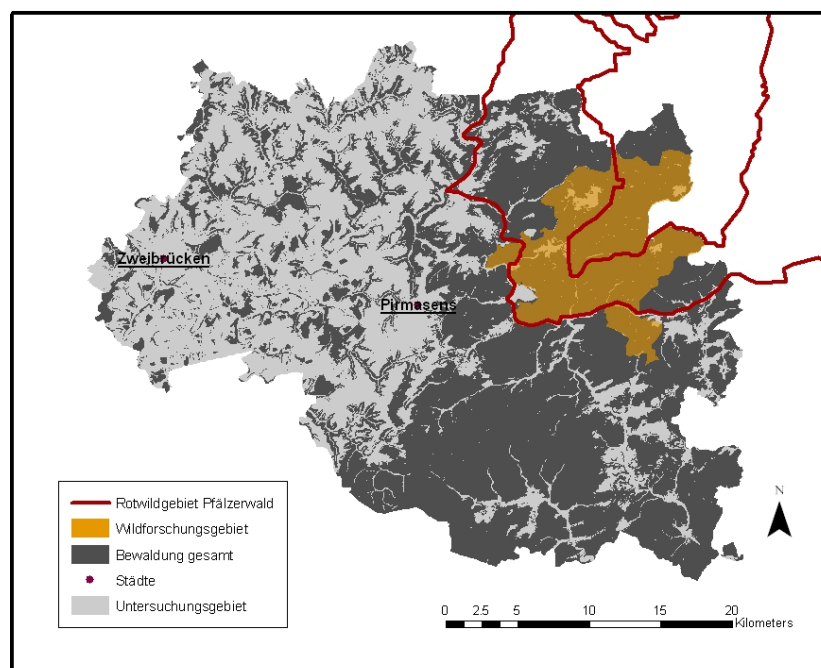 Zweibrücken
Pirmasens
Rotwildgebiet Pfälzerwald
Wildforschungsgebiet
Bewaldung gesamt
Städte
Untersuchungsgebiet
N
0 2.5 5 10 15 20
Kilometers